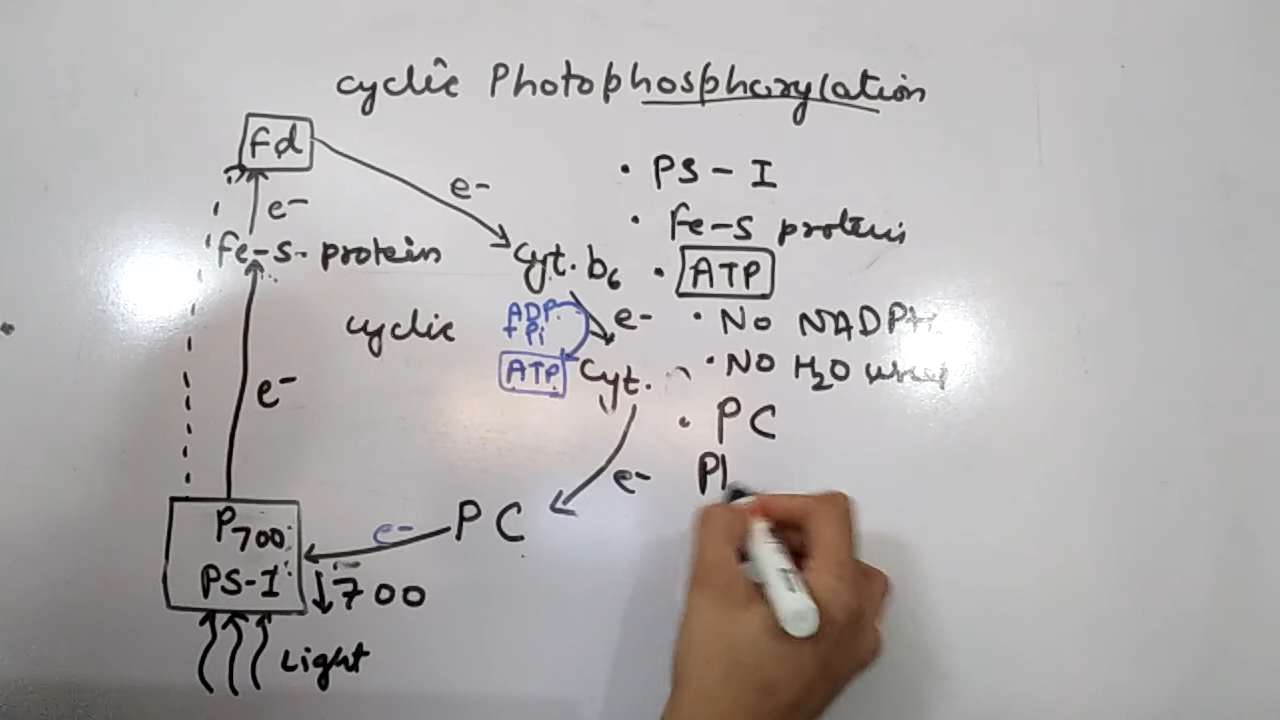 cyclic Photophosphorylation
Fd
e-
• PS-I
e-
• Fe-S protein
Fe-S- protein
Cyt. b6
• ATP
cyclic
ADP
+ Pi
e-
• No NADPH
ATP
Cyt.
• No H2O
e-
• PC
e-
P
P700
e-
PC
PS-I
↓700
Light